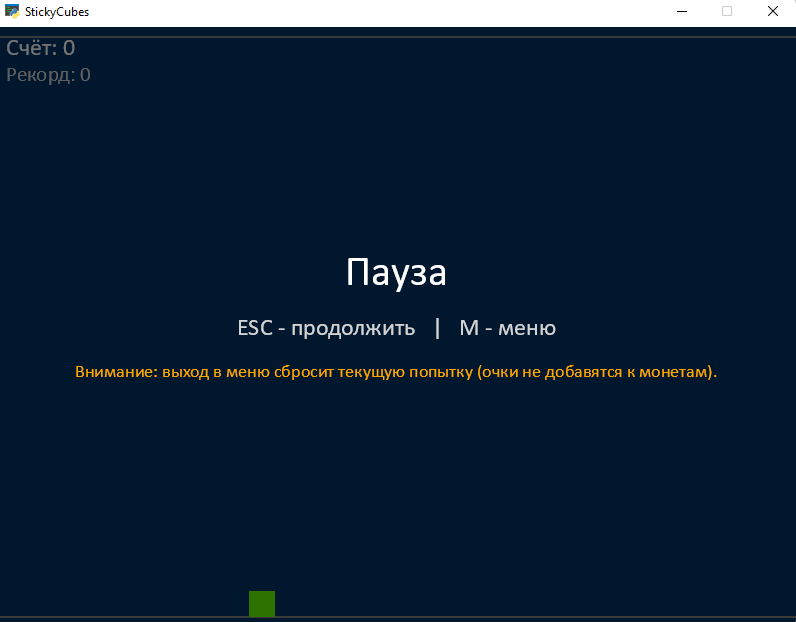 StickyCubes
Счёт: 0
Рекорд: 0
Пауза
ESC - продолжить | M - меню
Внимание: выход в меню сбросит текущую попытку (очки не добавятся к монетам).